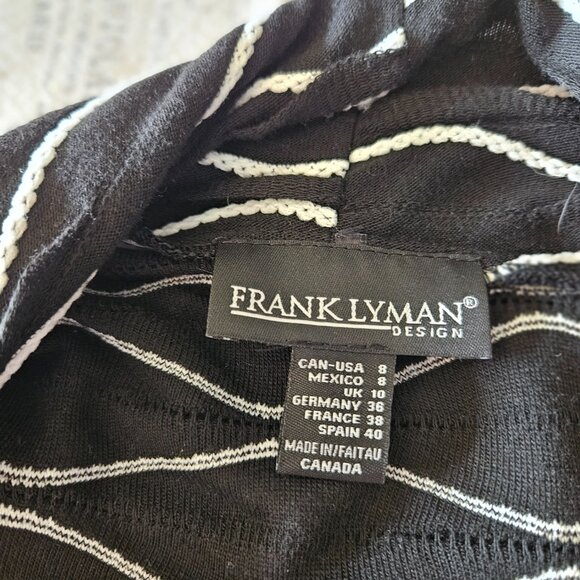 FRANK LYMAN®
DESIGN
CAN-USA 8
MEXICO 8
UK 10
GERMANY 36
FRANCE 38
SPAIN 40
MADE IN/FAIT AU
CANADA